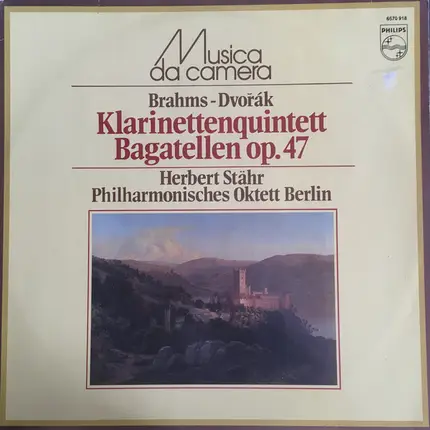 6570 918
PHILIPS
Musica
da camera
Brahms - Dvořák
Klarinettenquintett
Bagatellen op. 47
Herbert Stähr
Philharmonisches Oktett Berlin